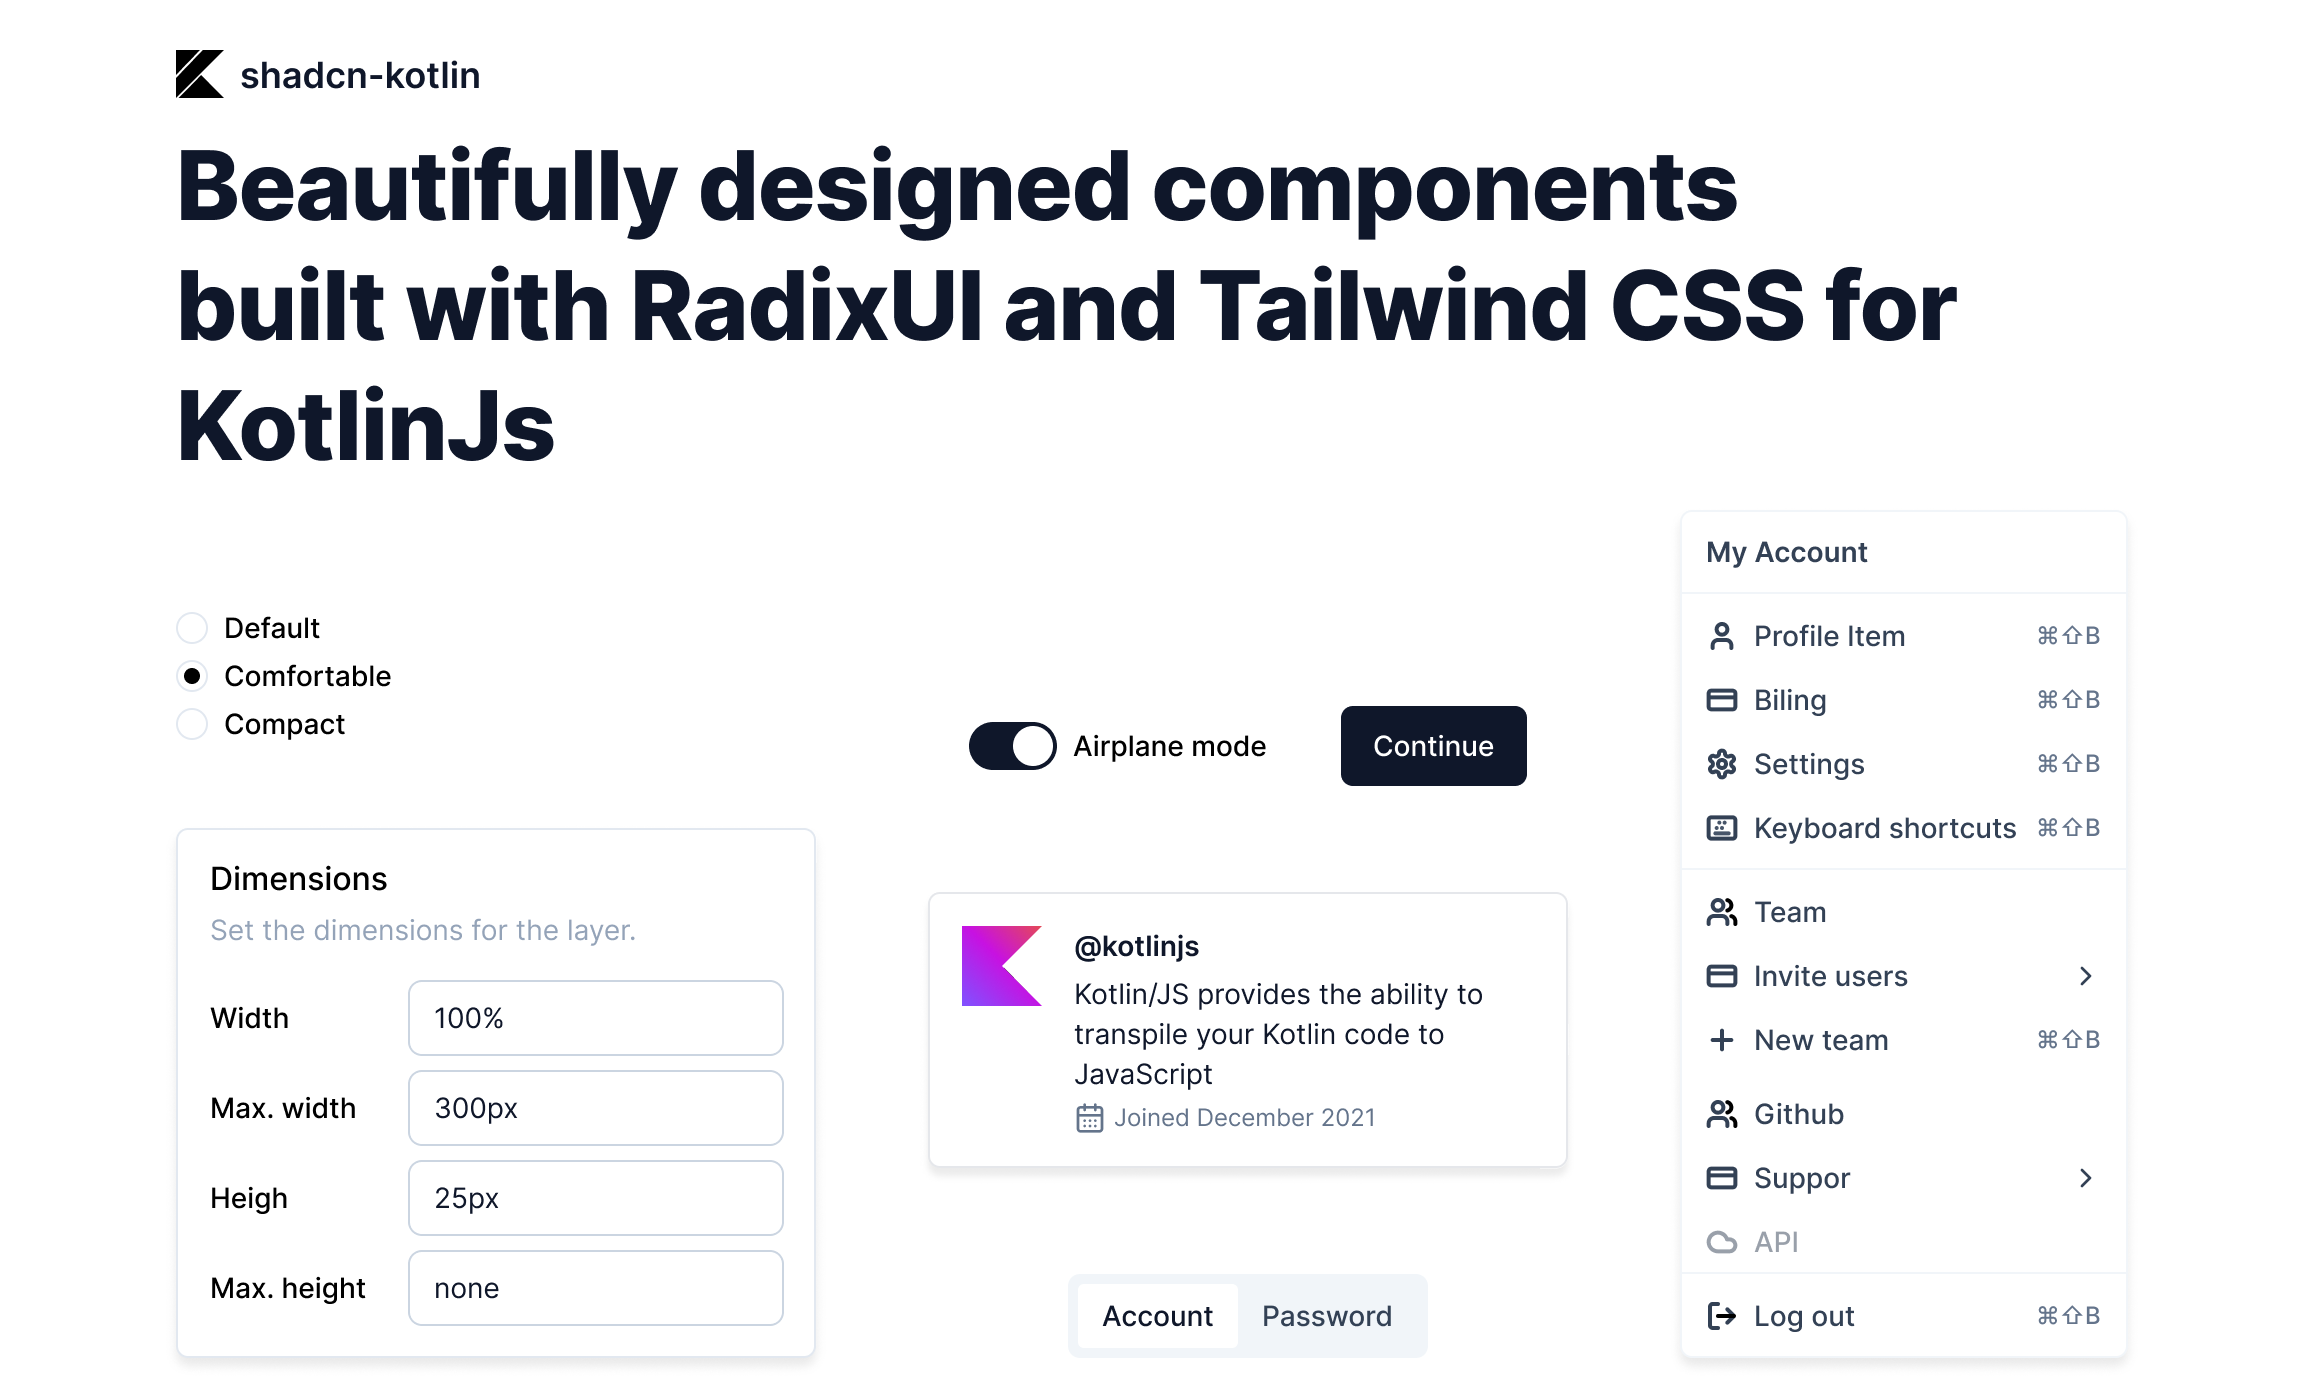 shadcn-kotlin
Beautifully designed components
built with RadixUI and Tailwind CSS for
KotlinJs
Default
Comfortable
Compact
Dimensions
Set the dimensions for the layer.
Width 100%
Max. width 300px
Heigh 25px
Max. height none
Airplane mode
Continue
@kotlinjs
Kotlin/JS provides the ability to
transpile your Kotlin code to
JavaScript
Joined December 2021
Account Password
My Account
Profile Item ⌘⇧B
Biling ⌘⇧B
Settings ⌘⇧B
Keyboard shortcuts ⌘⇧B
Team
Invite users
New team ⌘⇧B
Github
Suppor
API
Log out ⌘⇧B